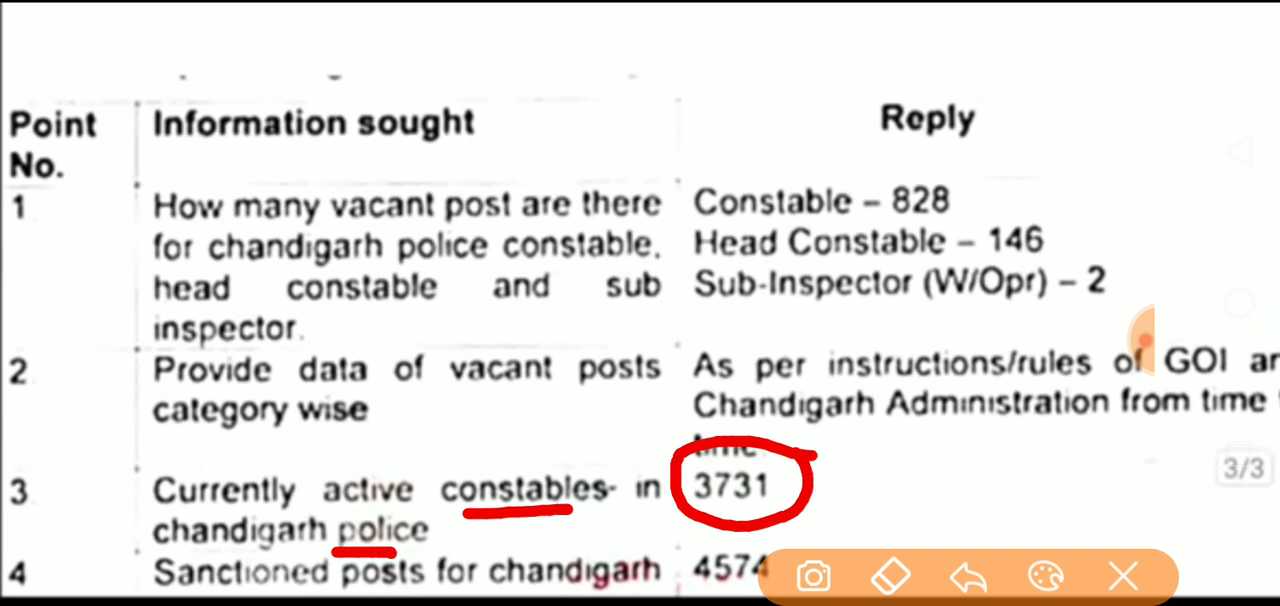 Point No.
Information sought
Reply
1
How many vacant post are there
for chandigarh police constable,
head constable and sub
inspector.
Constable – 828
Head Constable – 146
Sub-Inspector (W/Opr) – 2
2
Provide data of vacant posts
category wise
As per instructions/rules of GOI
Chandigarh Administration from time
time
3
Currently active constables- in
chandigarh police
3731
4
Sanctioned posts for chandigarh
4574
3/3